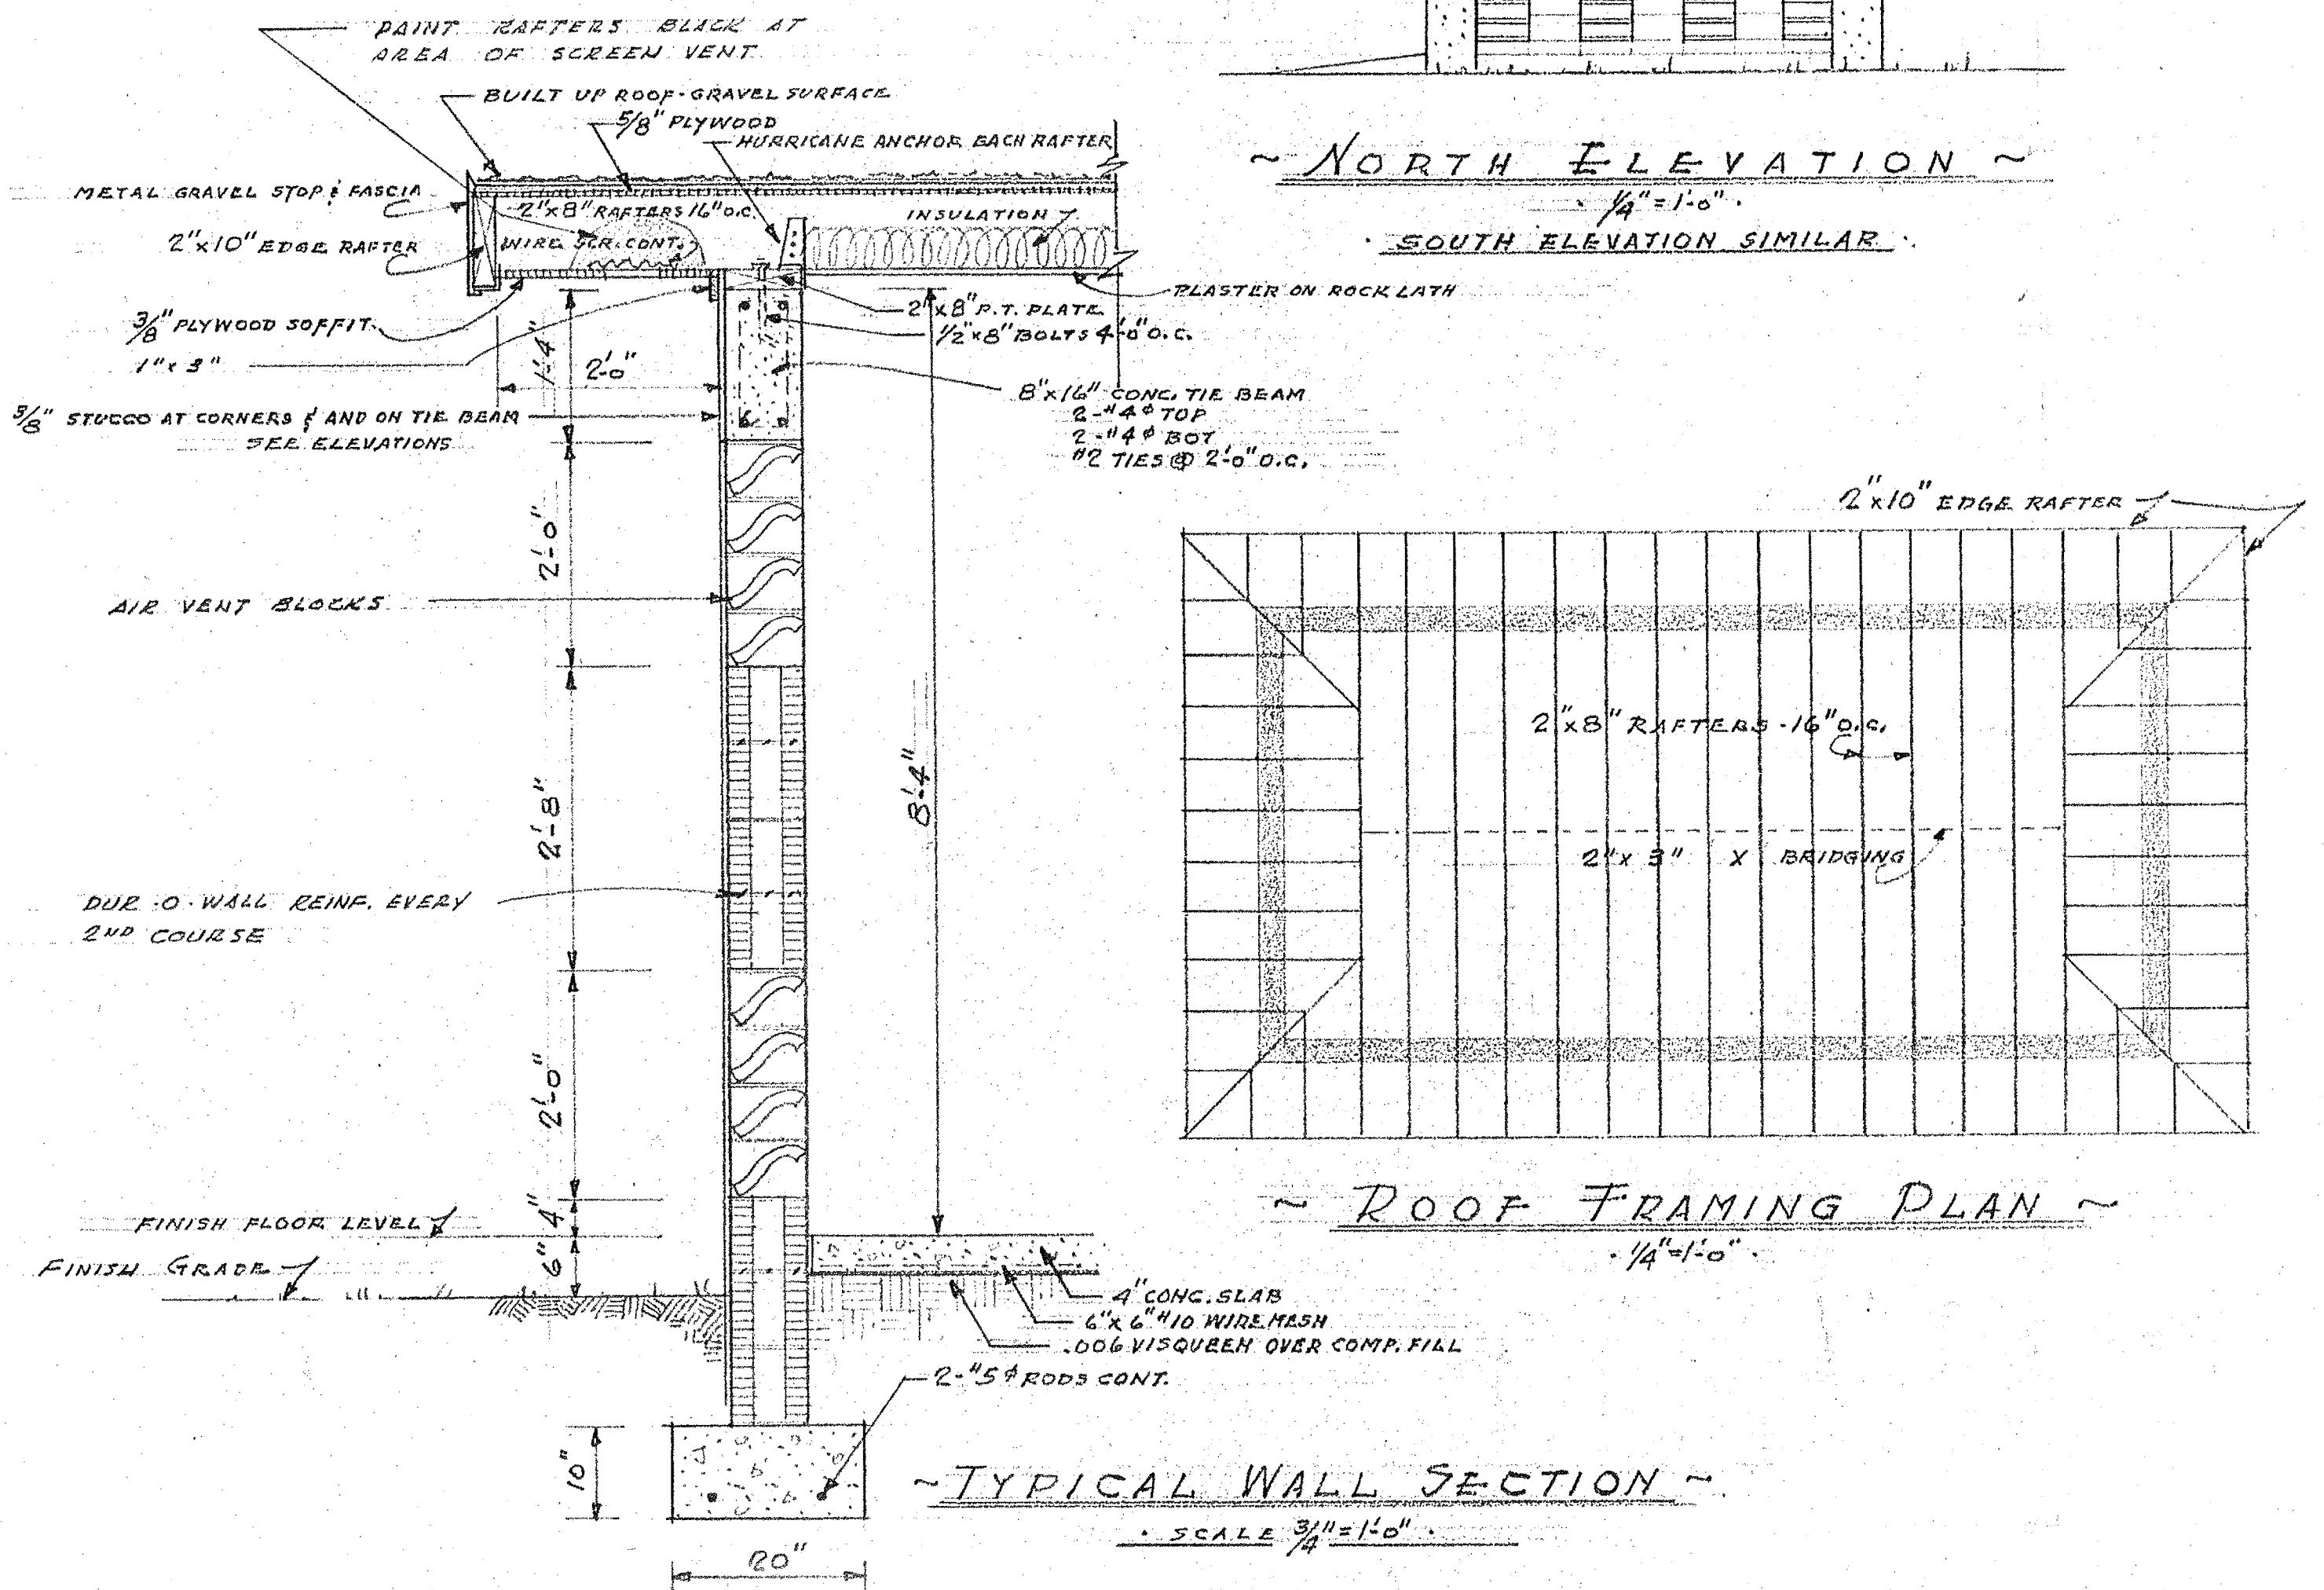 PAINT RAFTERS BLACK AT
AREA OF SCREEN VENT
BUILT UP ROOF-GRAVEL SURFACE
5/8" PLYWOOD
HURRICANE ANCHOR EACH RAFTER
METAL GRAVEL STOP & FASCIA
2"x8" RAFTERS 16" O.C.
INSULATION
2"x10" EDGE RAFTER
WIRE SCR. CONT.
PLASTER ON ROCK LATH
3/8" PLYWOOD SOFFIT
2"x8" P.T. PLATE
1/2"x8" BOLTS 4'-0" O.C.
1"x3"
1'-4"
2'-0"
8"x16" CONC. TIE BEAM
2-#4⌀ TOP
2-#4⌀ BOT
#2 TIES @ 2'-0" O.C.
3/8" STUCCO AT CORNERS & AND ON TIE BEAM
SEE ELEVATIONS
2'-0"
AIR VENT BLOCKS
2'-8"
8'-4"
DUR-O-WALL REINF. EVERY
2ND COURSE
2'-0"
4"
FINISH FLOOR LEVEL
6"
FINISH GRADE
4" CONC. SLAB
6"x6" #10 WIRE MESH
.006 VISQUEEN OVER COMP. FILL
2-#5⌀ RODS CONT.
10"
20"
~ TYPICAL WALL SECTION ~
· SCALE 3/4"=1'-0" ·
~ NORTH ELEVATION ~
· 1/4"=1'-0" ·
· SOUTH ELEVATION SIMILAR ·
2"x10" EDGE RAFTER
2"x8" RAFTERS-16" O.C.
2"x3" X BRIDGING
~ ROOF FRAMING PLAN ~
· 1/4"=1'-0" ·